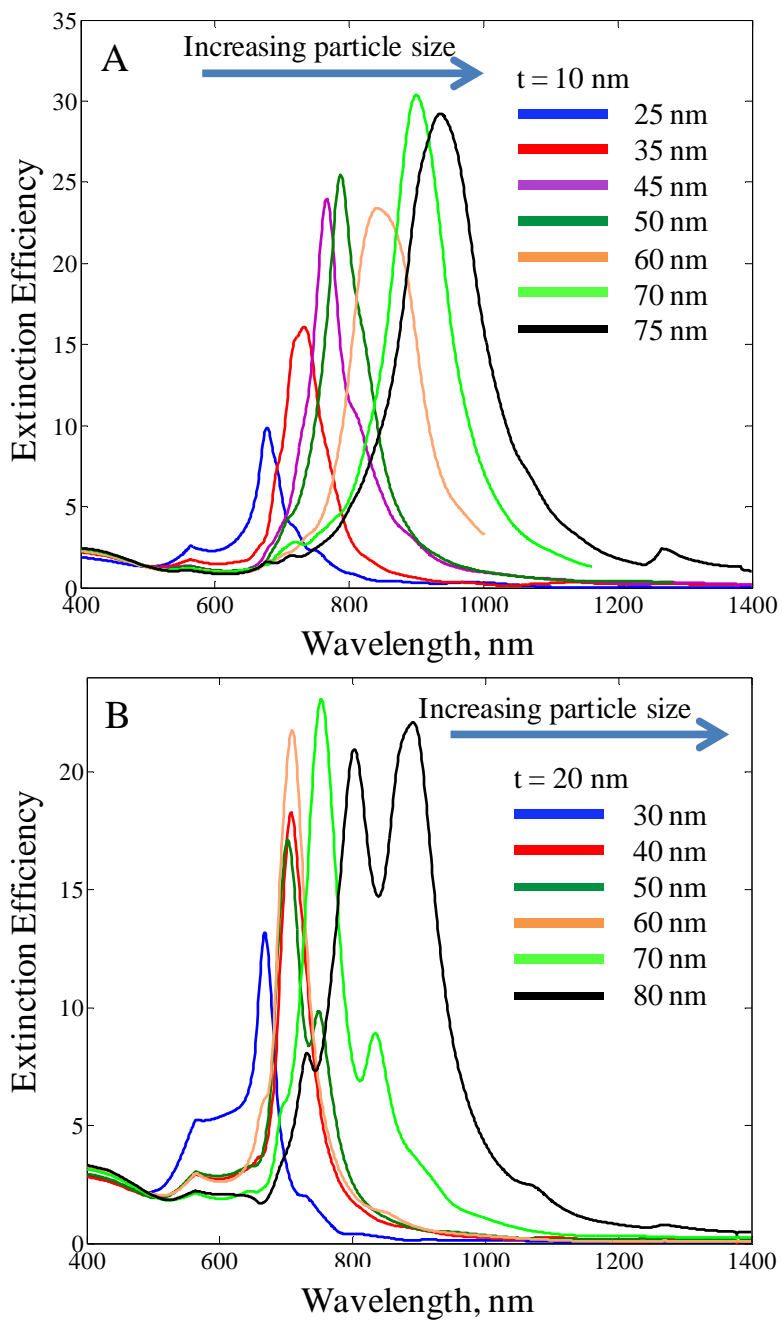 35
A
Increasing particle size
30
t = 10 nm
25 nm
25
35 nm
45 nm
20
50 nm
60 nm
15
70 nm
75 nm
10
5
0
400
600
800
1000
1200
1400
Extinction Efficiency
Wavelength, nm
B
Increasing particle size
20
t = 20 nm
30 nm
40 nm
15
50 nm
60 nm
70 nm
10
80 nm
5
0
400
600
800
1000
1200
1400
Extinction Efficiency
Wavelength, nm